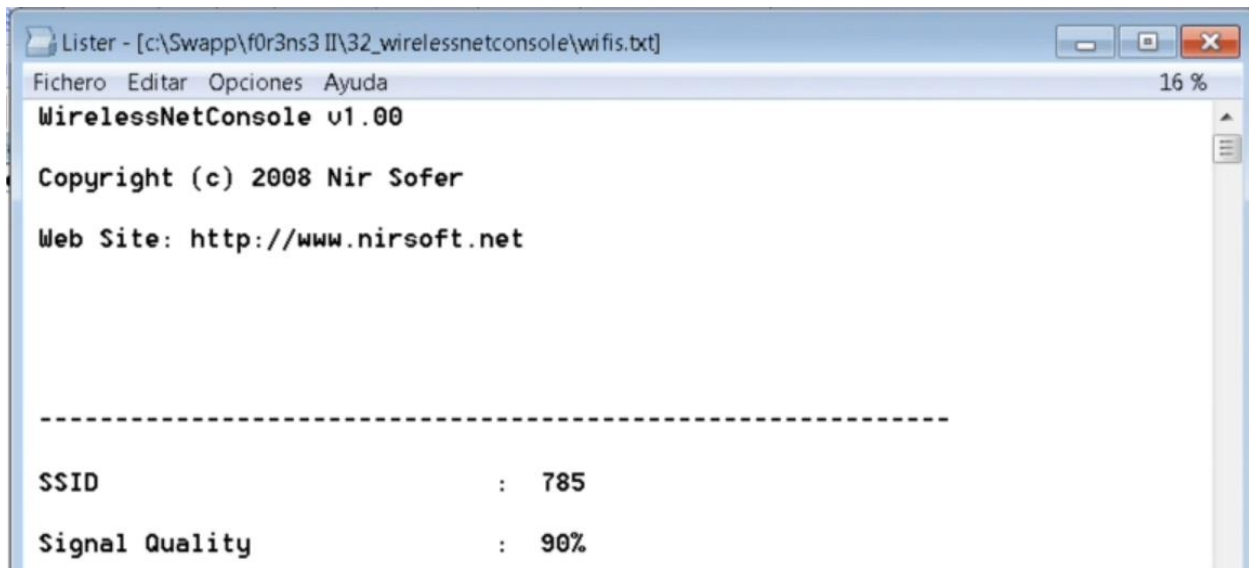 Lister - [c:\Swapp\f0r3ns3 II\32_wirelessnetconsole\wifis.txt]
Fichero Editar Opciones Ayuda 16 %
WirelessNetConsole v1.00
Copyright (c) 2008 Nir Sofer
Web Site: http://www.nirsoft.net
------------------------------------------------------------
SSID : 785
Signal Quality : 90%